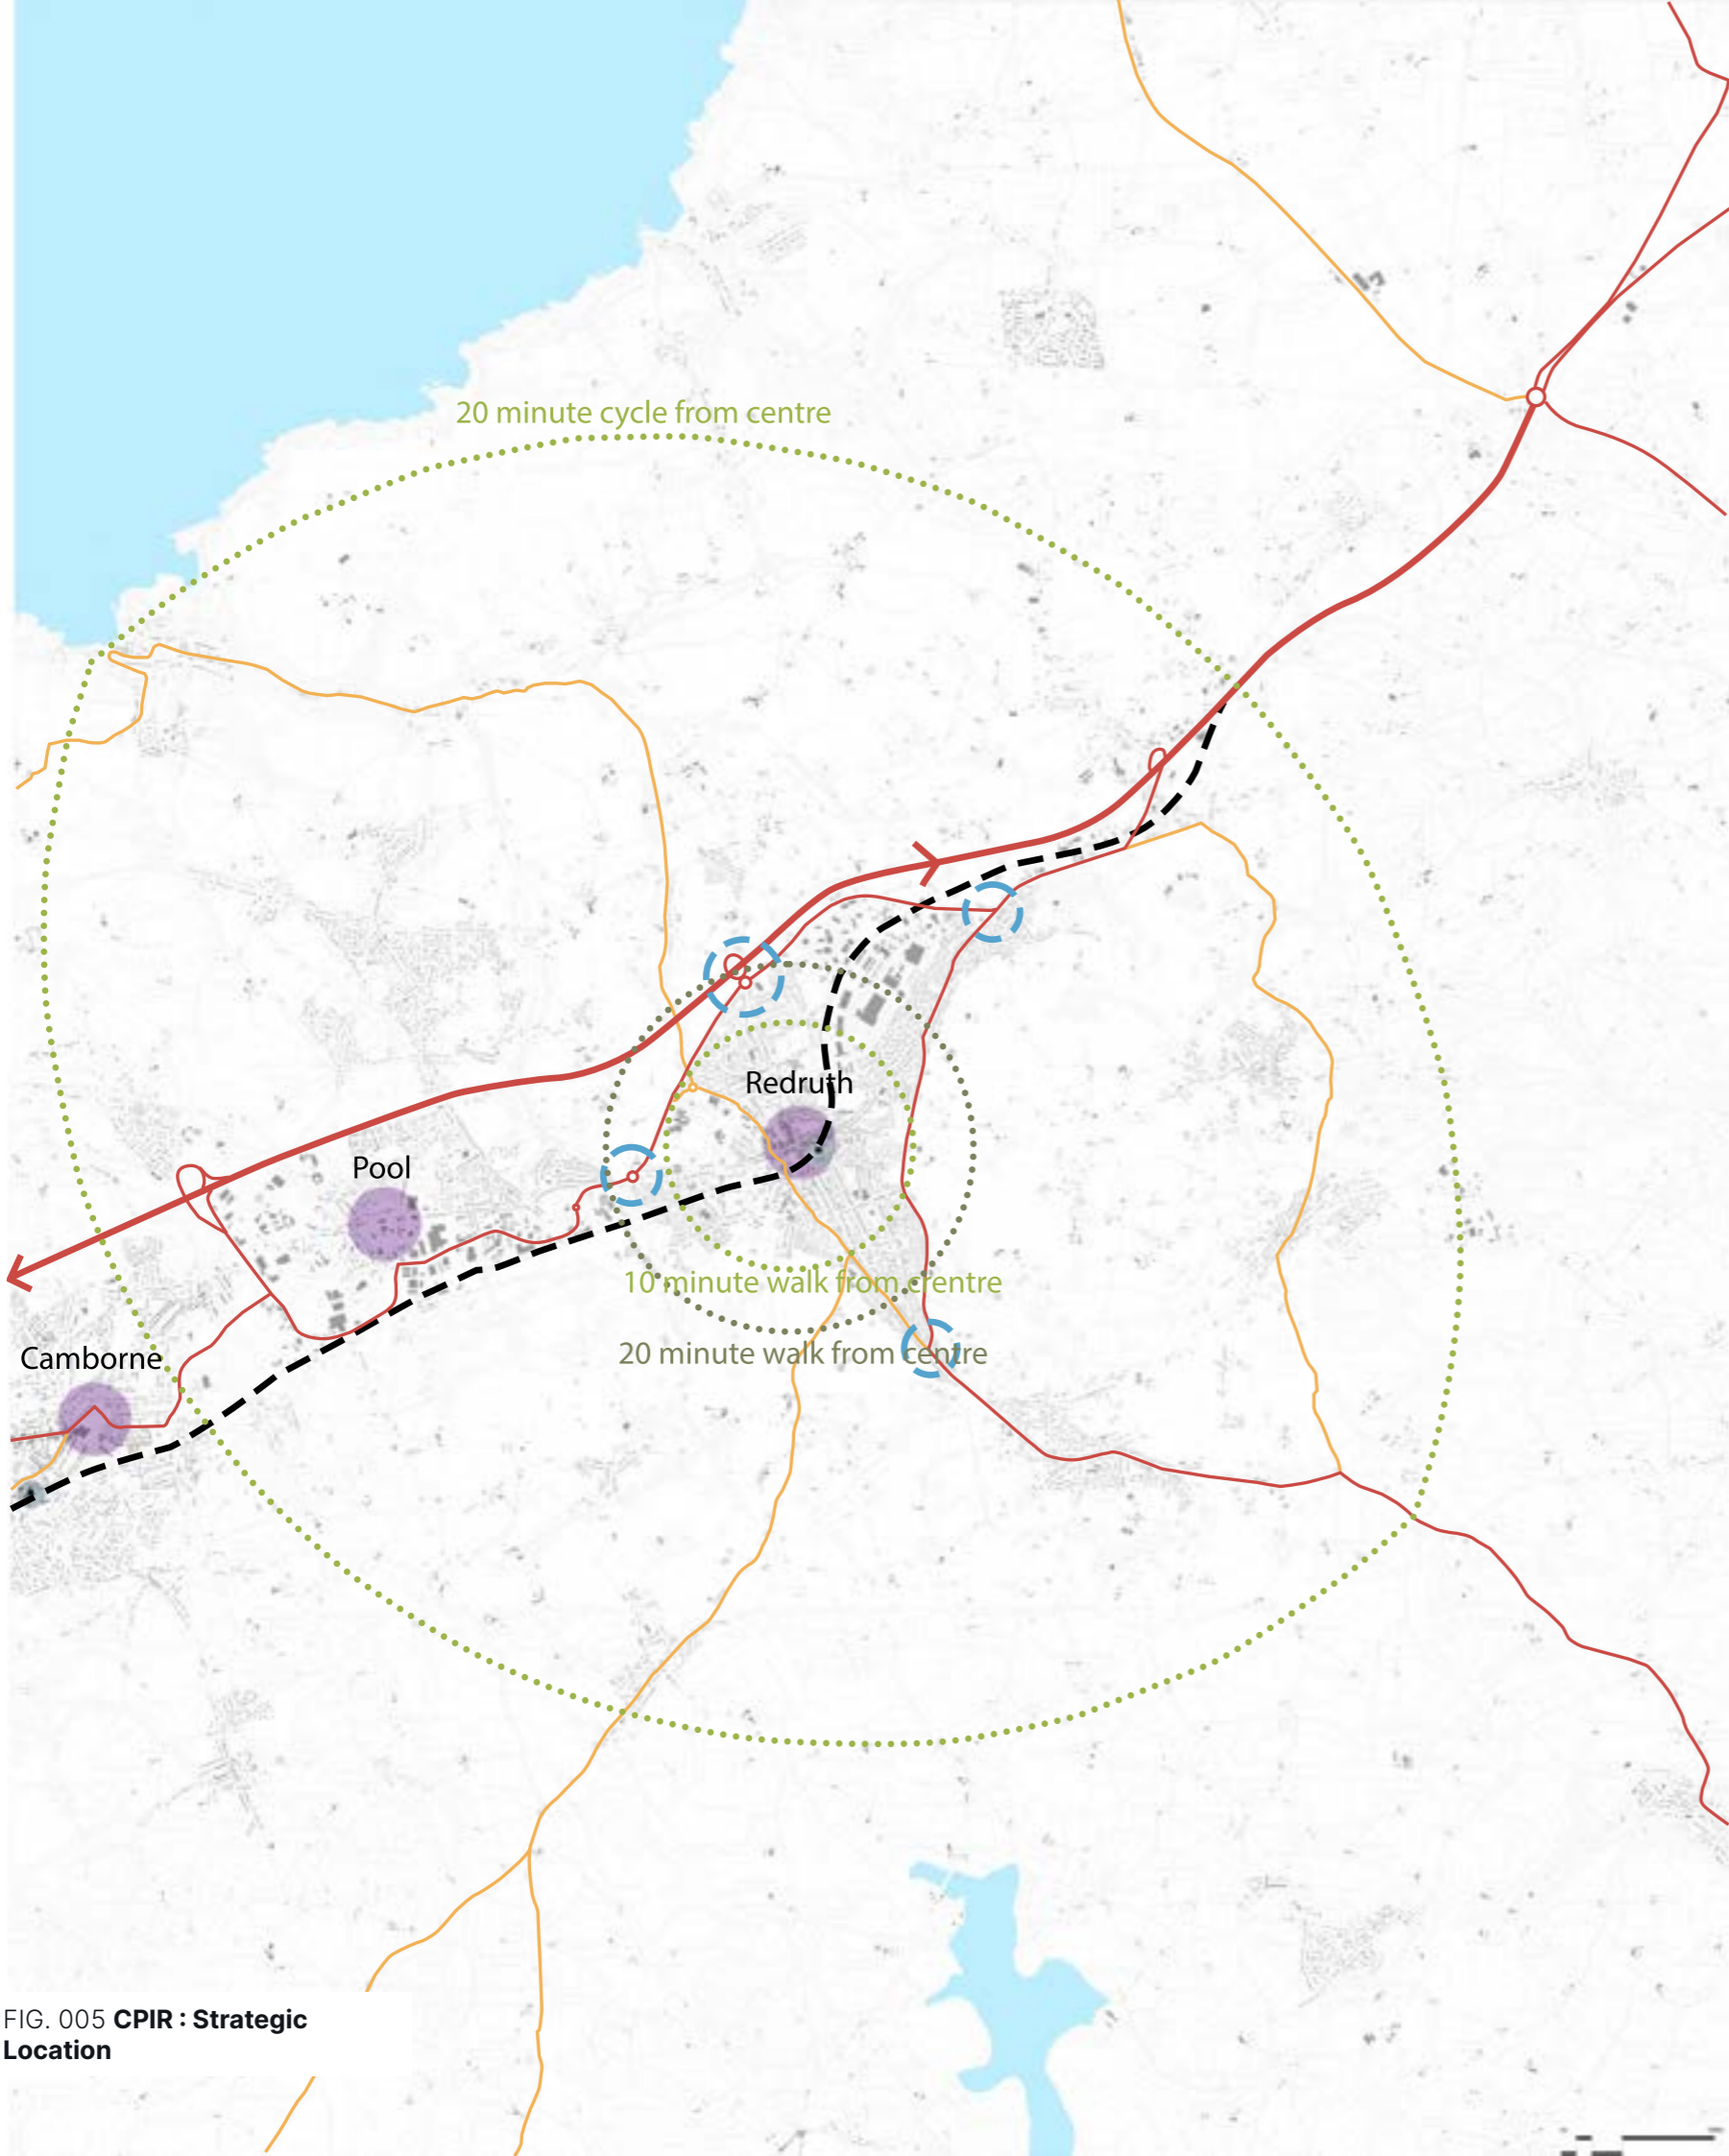 20 minute cycle from centre
Redruth
Pool
10 minute walk from centre
20 minute walk from centre
Camborne
FIG. 005 CPIR : Strategic
Location